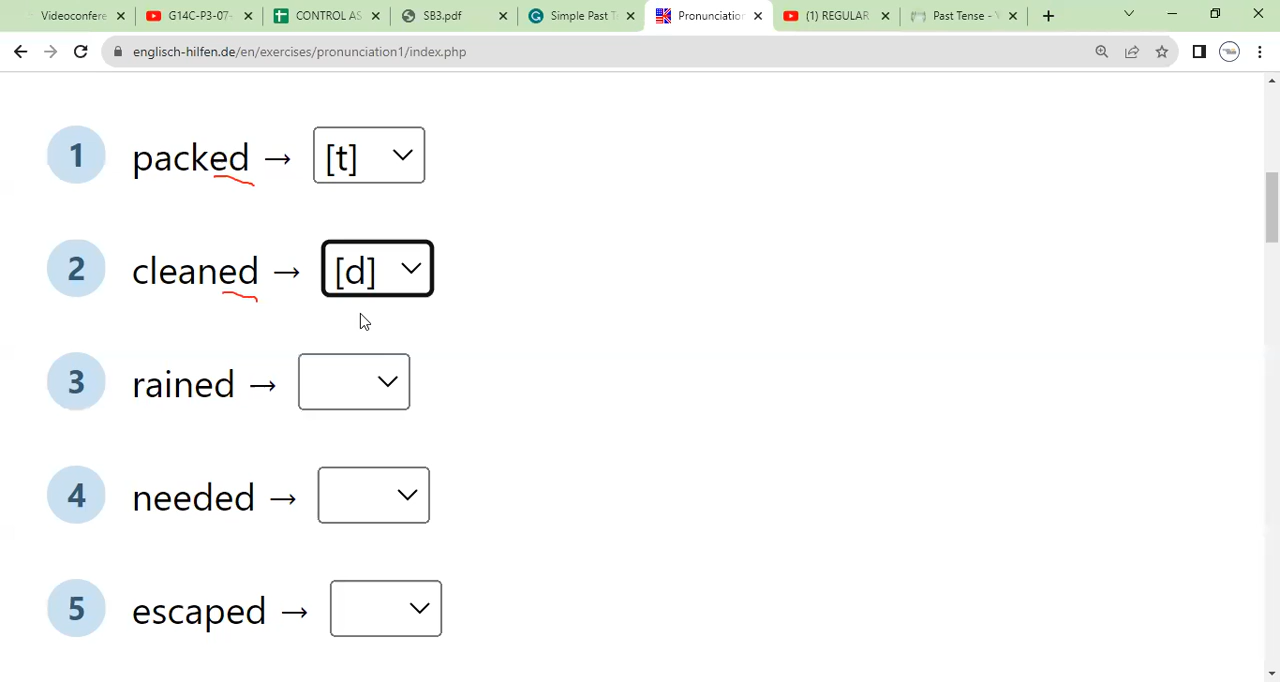 Videoconfere
G14C-P3-07-
CONTROL AS
SB3.pdf
Simple Past T
Pronunciation
(1) REGULAR
Past Tense -
englisch-hilfen.de/en/exercises/pronunciation1/index.php
1 packed → [t]
2 cleaned → [d]
3 rained →
4 needed →
5 escaped →